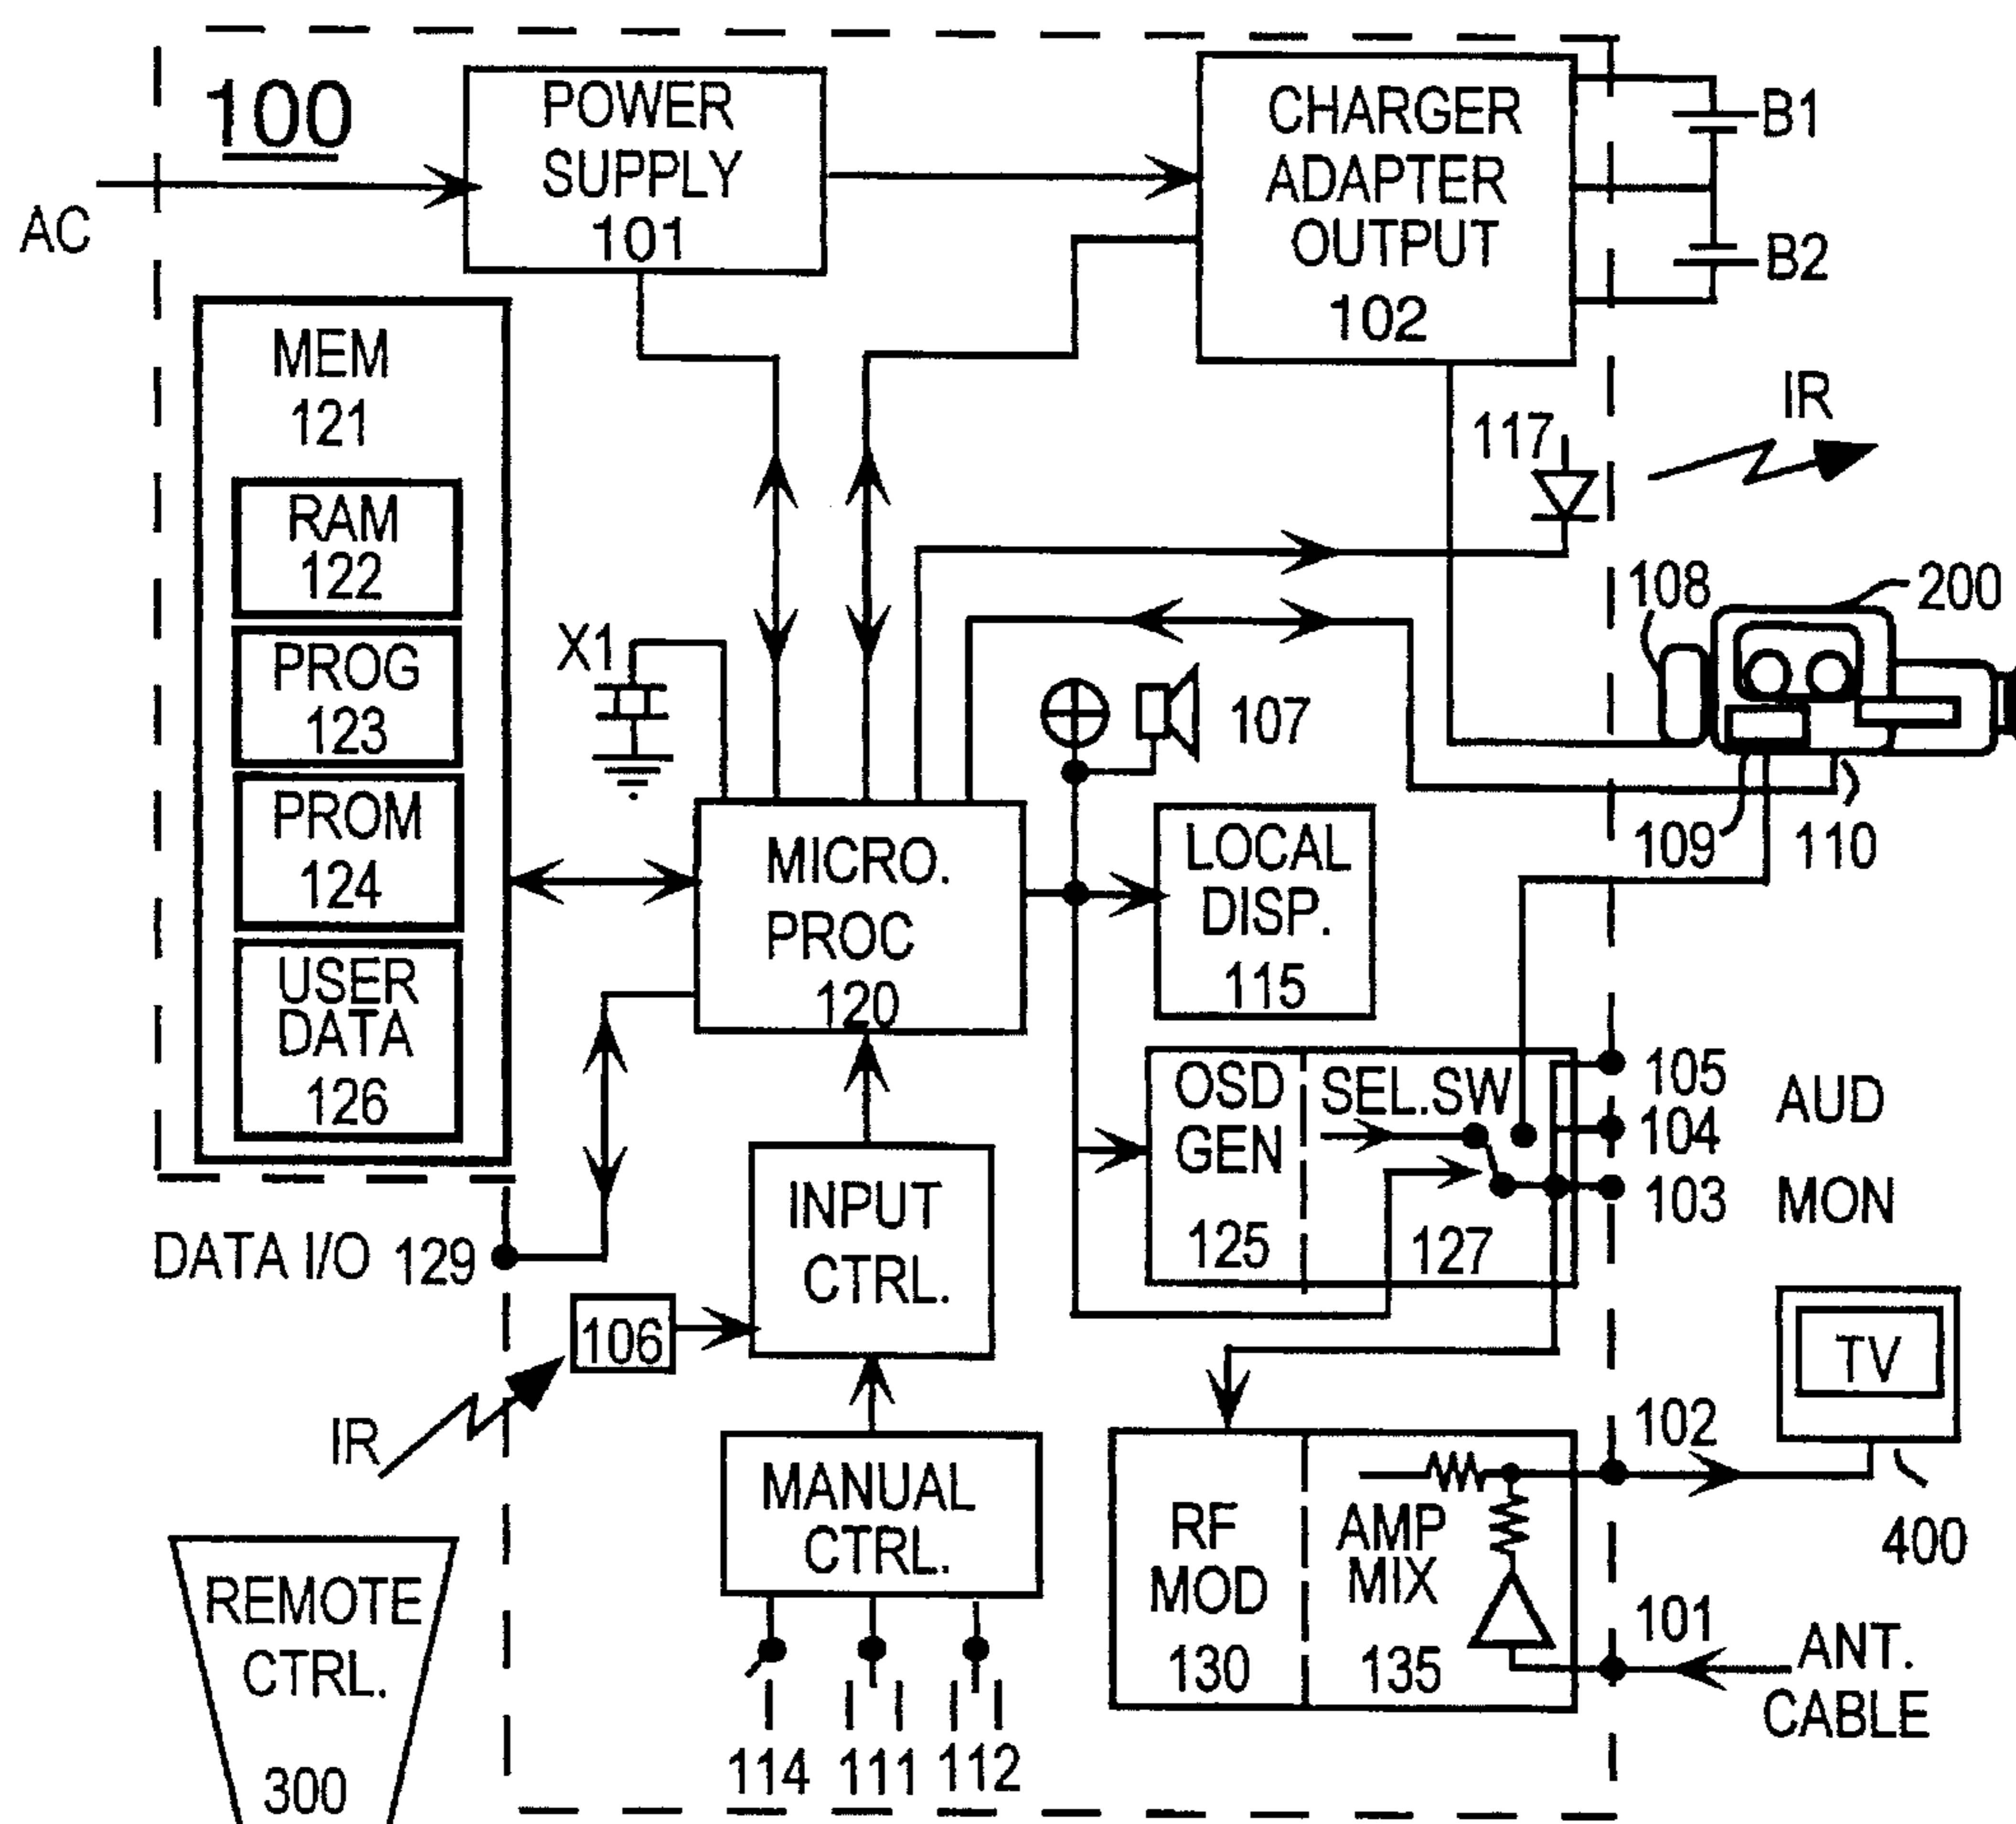 100
POWER
SUPPLY
101
CHARGER
ADAPTER
OUTPUT
102
B1
B2
AC
MEM
121
RAM
122
PROG
123
PROM
124
USER
DATA
126
IR
117
108
200
X1
107
109
110
MICRO.
PROC
120
LOCAL
DISP.
115
OSD
GEN
125
SEL.SW
127
105
104
103
AUD
MON
DATA I/O 129
INPUT
CTRL.
106
IR
MANUAL
CTRL.
114
111
112
RF
MOD
130
AMP
MIX
135
102
TV
400
101
ANT.
CABLE
REMOTE
CTRL.
300